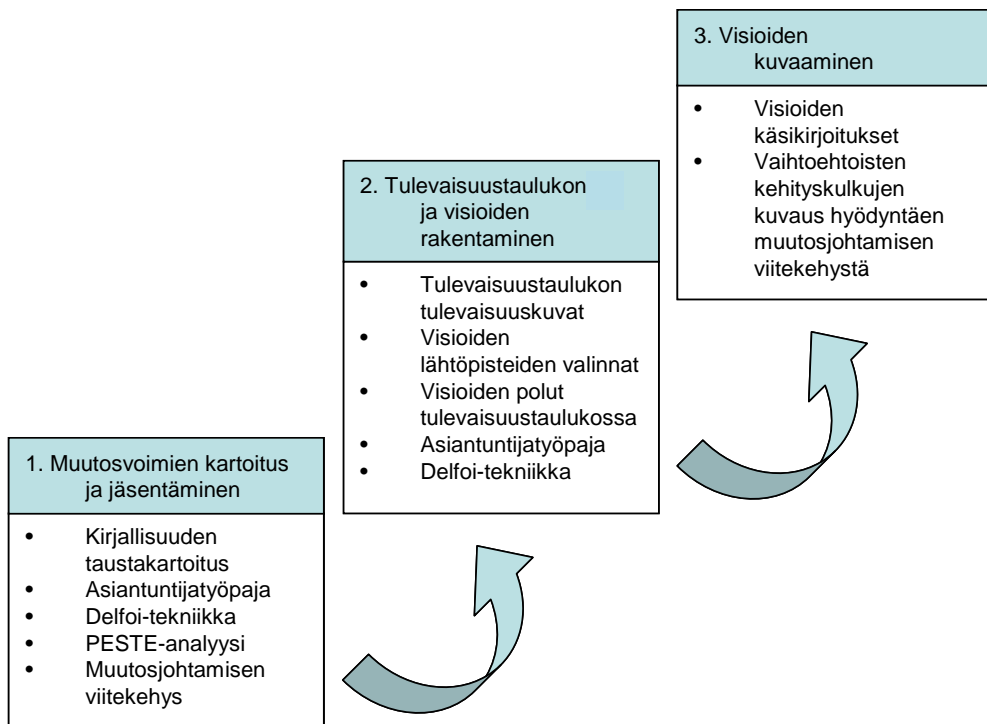 1. Muutosvoimien kartoitus
ja jäsentäminen
• Kirjallisuuden
taustakartoitus
• Asiantuntijatyöpaja
• Delfoi-tekniikka
• PESTE-analyysi
• Muutosjohtamisen
viitekehys
2. Tulevaisuustaulukon
ja visioiden
rakentaminen
• Tulevaisuustaulukon
tulevaisuuskuvat
• Visioiden
lähtöpisteiden valinnat
• Visioiden polut
tulevaisuustaulukossa
• Asiantuntijatyöpaja
• Delfoi-tekniikka
3. Visioiden
kuvaaminen
• Visioiden
käsikirjoitukset
• Vaihtoehtoisten
kehityskulkujen
kuvaus hyödyntäen
muutosjohtamisen
viitekehystä